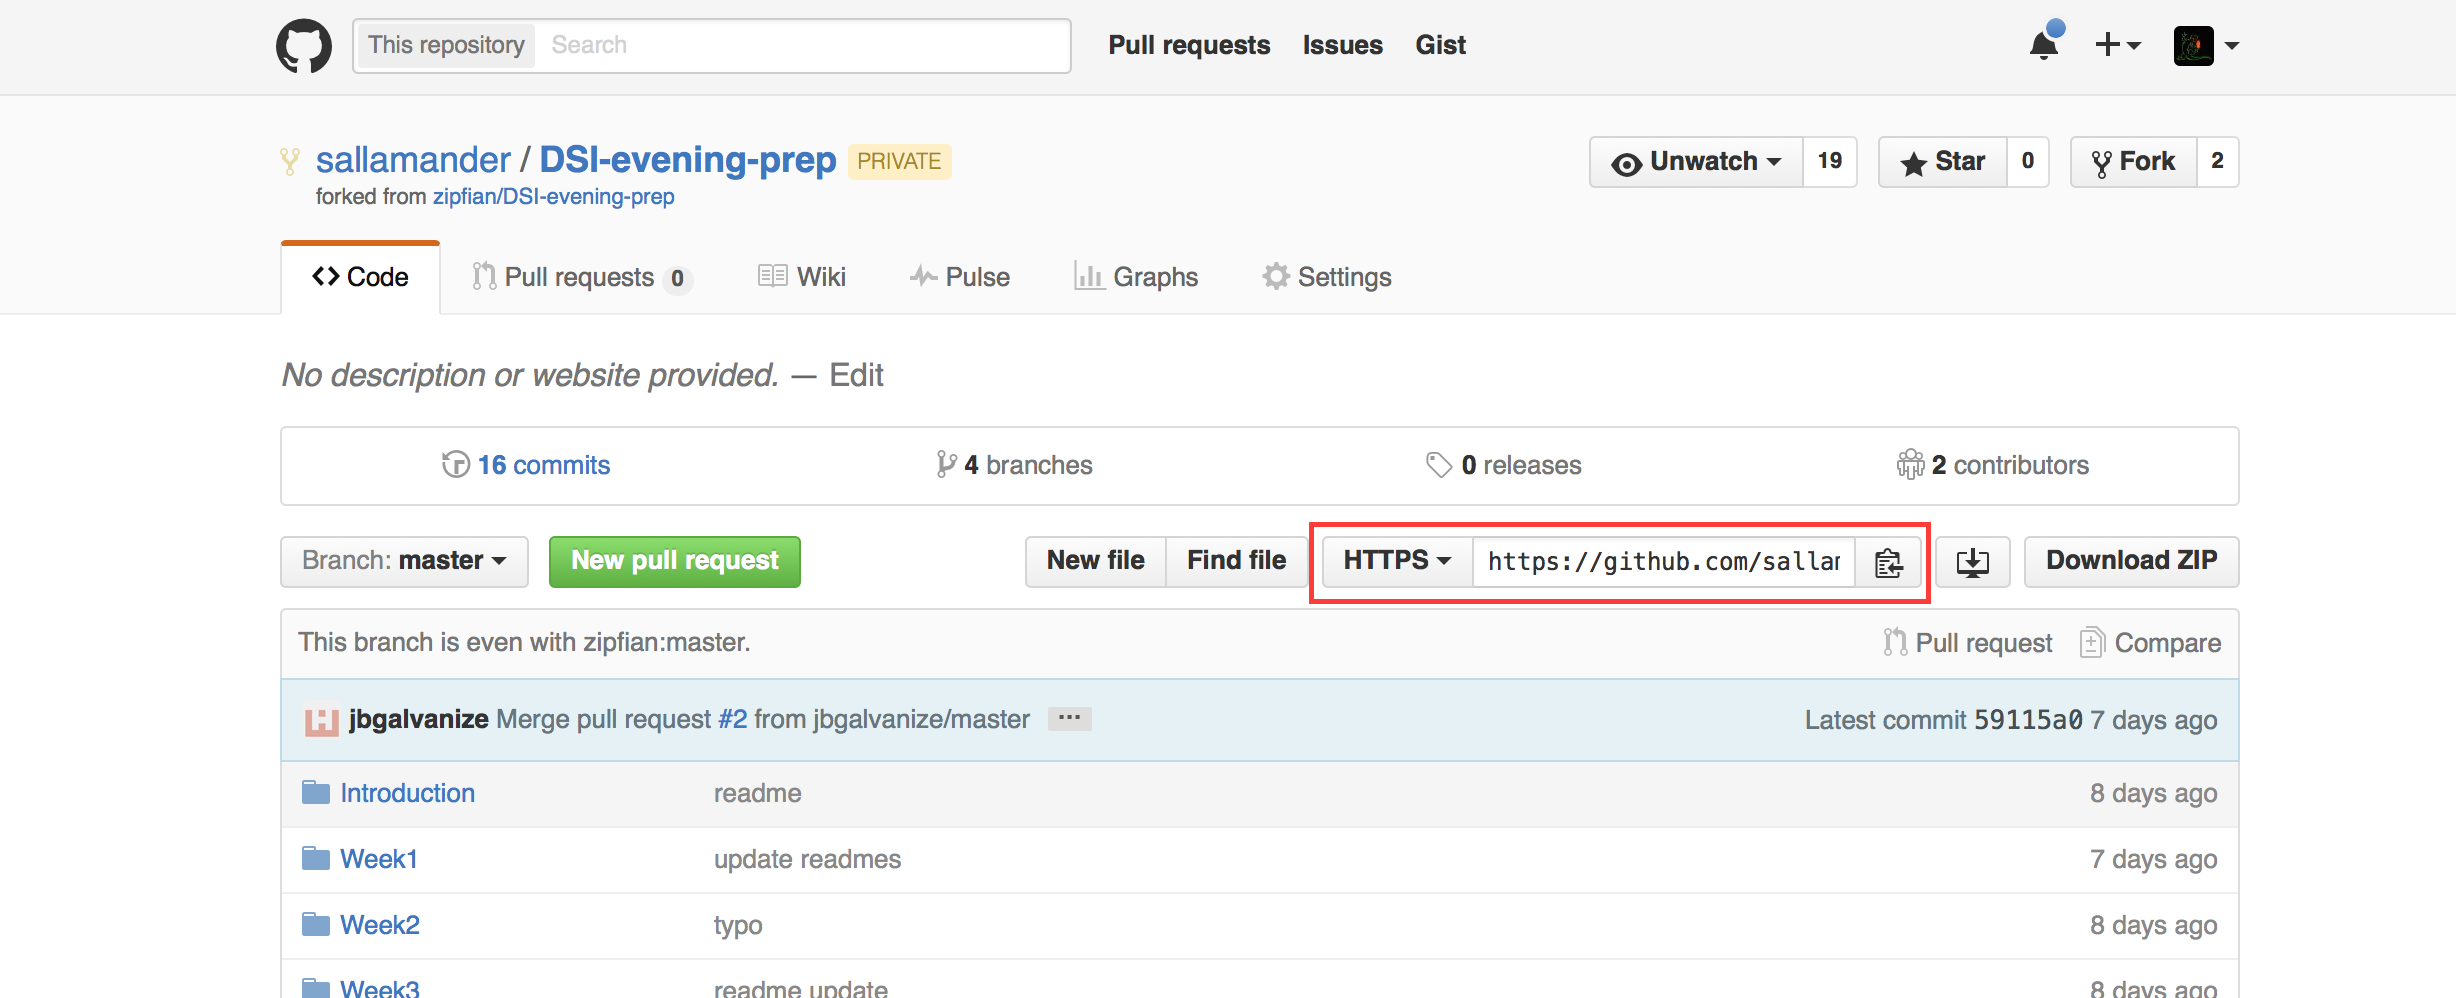 This repository Search Pull requests Issues Gist
sallamander / DSI-evening-prep PRIVATE Unwatch 19 Star 0 Fork 2
forked from zipfian/DSI-evening-prep
Code Pull requests 0 Wiki Pulse Graphs Settings
No description or website provided. — Edit
16 commits 4 branches 0 releases 2 contributors
Branch: master New pull request New file Find file HTTPS https://github.com/sallar Download ZIP
This branch is even with zipfian:master. Pull request Compare
jbgalvanize Merge pull request #2 from jbgalvanize/master ... Latest commit 59115a0 7 days ago
Introduction readme 8 days ago
Week1 update readmes 7 days ago
Week2 typo 8 days ago
Week3 readme update 8 days ago